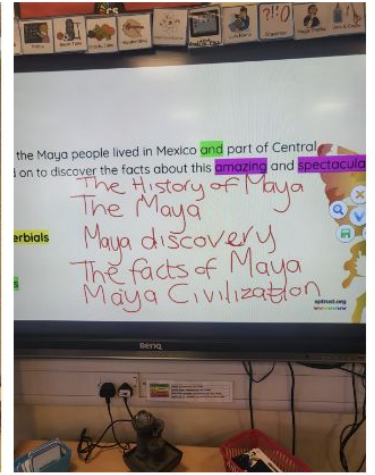 the Maya people lived in Mexico and part of Central
on to discover the facts about this amazing and spectacula
The History of Maya
The Maya
erbials
Maya discovery
The facts of Maya
s
Maya Civilization
BenQ